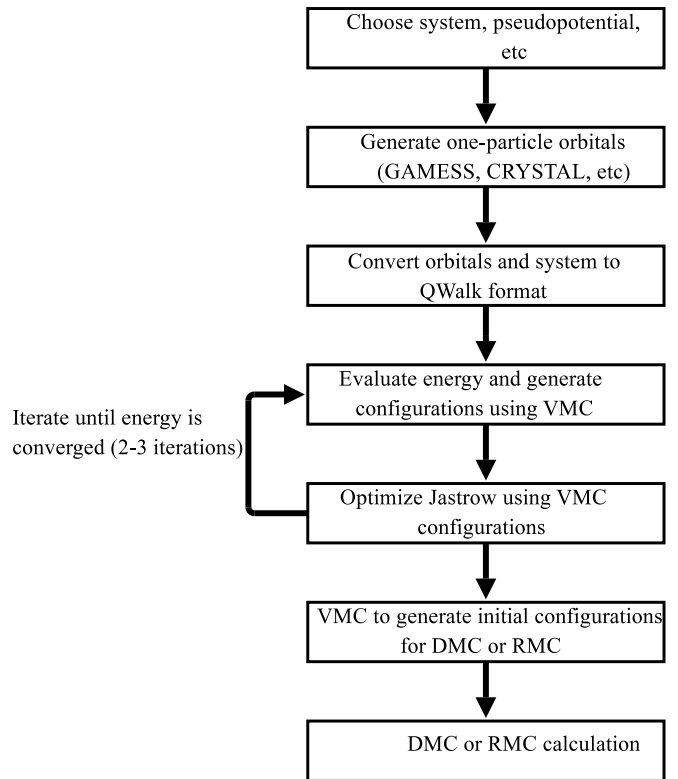 Choose system, pseudopotential,
etc
Generate one-particle orbitals
(GAMESS, CRYSTAL, etc)
Convert orbitals and system to
QWalk format
Evaluate energy and generate
configurations using VMC
Iterate until energy is
converged (2-3 iterations)
Optimize Jastrow using VMC
configurations
VMC to generate initial configurations
for DMC or RMC
DMC or RMC calculation